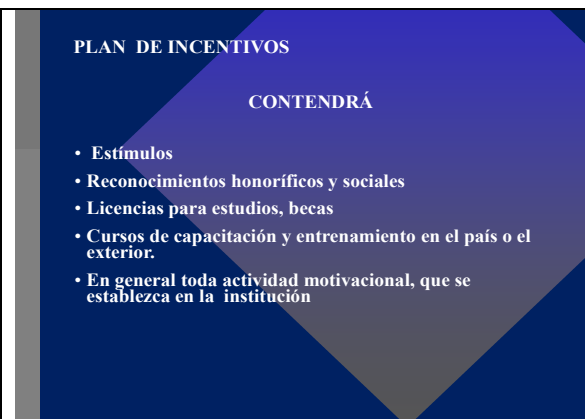 PLAN DE INCENTIVOS
CONTENDRÁ
• Estímulos
• Reconocimientos honoríficos y sociales
• Licencias para estudios, becas
• Cursos de capacitación y entrenamiento en el país o el
exterior.
• En general toda actividad motivacional, que se
establezca en la institución